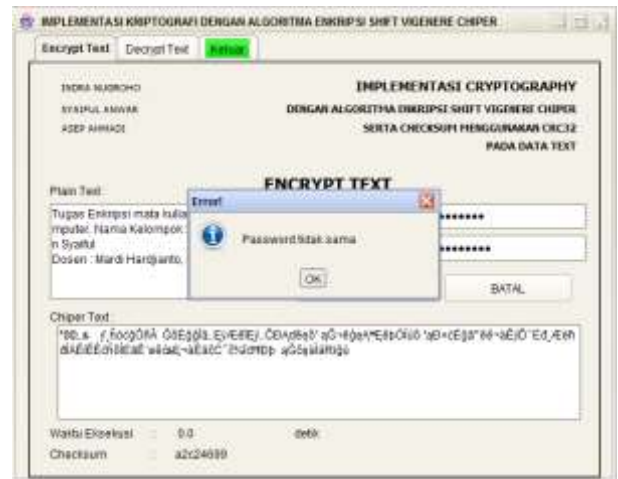 IMPLEMENTASI KRIPTOGRAFI DENGAN ALGORITMA ENKRIPSI SHIFT VIGENERE CHIPER
Encrypt Text Decrypt Text Keluar
INDRA NUGROHO
SYAIFUL ANWAR
ASEP AHMADI
IMPLEMENTASI CRYPTOGRAPHY
DENGAN ALGORITMA ENKRIPSI SHIFT VIGENERE CHIPER
SERTA CHECKSUM MENGGUNAKAN CRC32
PADA DATA TEXT
ENCRYPT TEXT
Plain Text
Tugas Enkripsi mata kulia
mputer. Nama Kelompok
n Syaiful
Dosen : Mardi Hardjanto,
Error!
Password tidak sama
OK
BATAL
Chiper Text
Waktu Eksekusi : 0.0 detik
Checksum : a2c24699